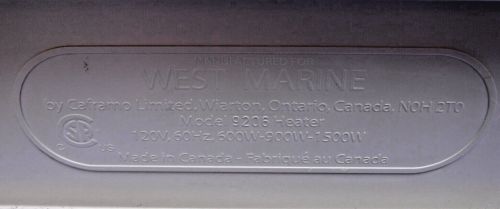 MANUFACTURED FOR
WEST MARINE
by Caframo Limited, Wiarton, Ontario, Canada, N0H 2T0
Model 9206 Heater
120V, 60Hz, 600W-900W-1500W
C US
Made in Canada - Fabriqué au Canada